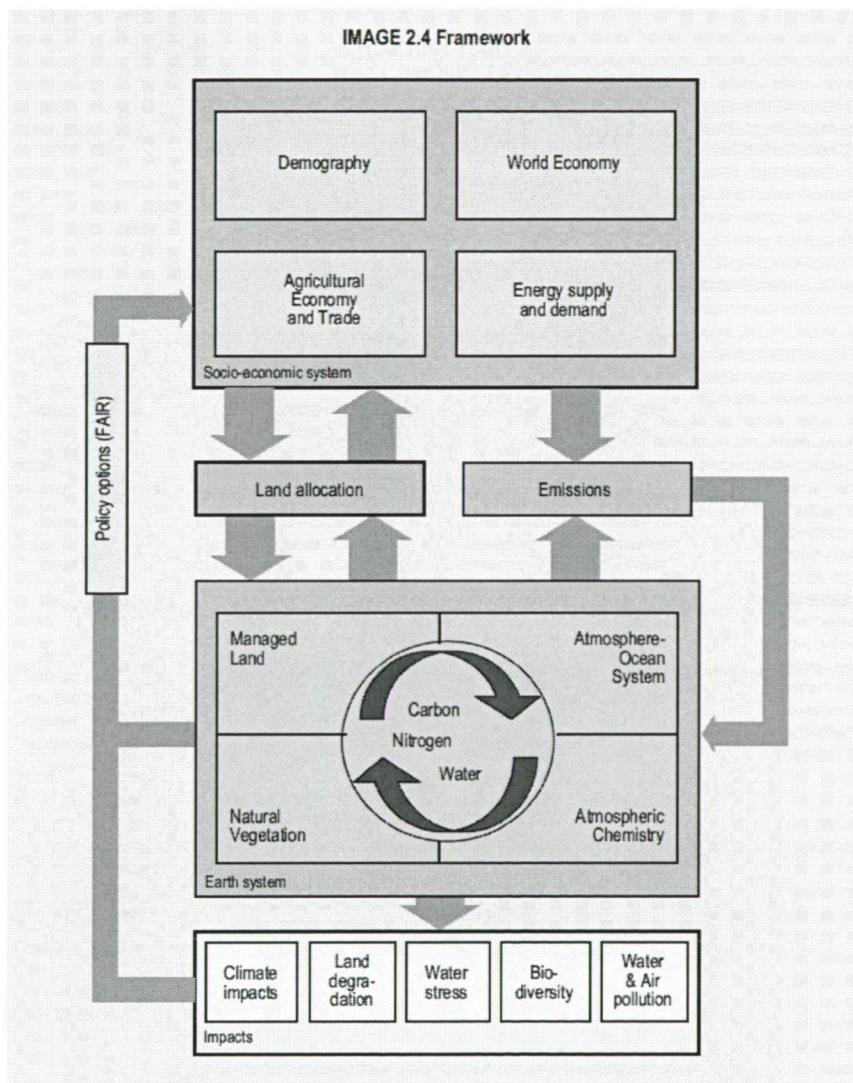 IMAGE 2.4 Framework
Demography
World Economy
Agricultural
Economy
and Trade
Energy supply
and demand
Socio-economic system
Policy options (FAIR)
Land allocation
Emissions
Managed
Land
Atmosphere-
Ocean
System
Carbon
Nitrogen
Water
Natural
Vegetation
Atmospheric
Chemistry
Earth system
Climate
impacts
Land
degra-
dation
Water
stress
Bio-
diversity
Water
& Air
pollution
Impacts